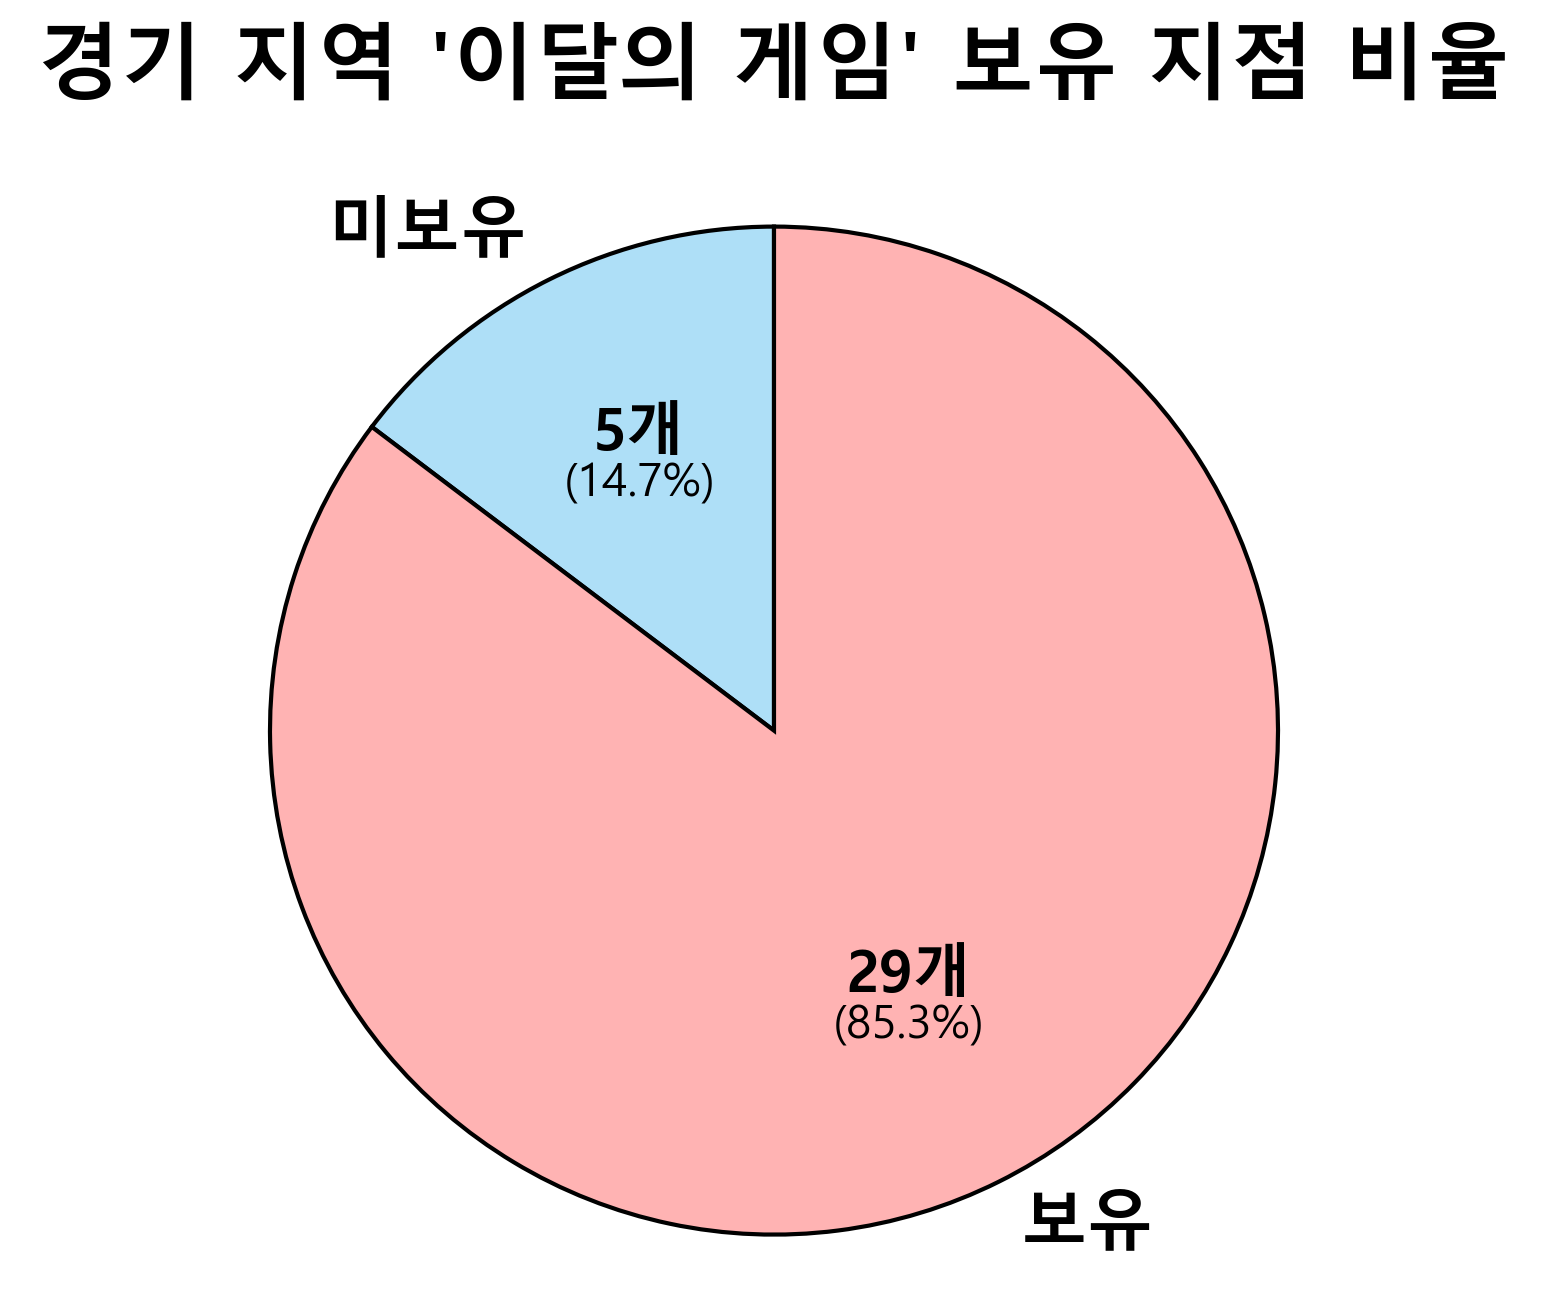 경기 지역 '이달의 게임' 보유 지점 비율
미보유
5개
(14.7%)
29개
(85.3%)
보유